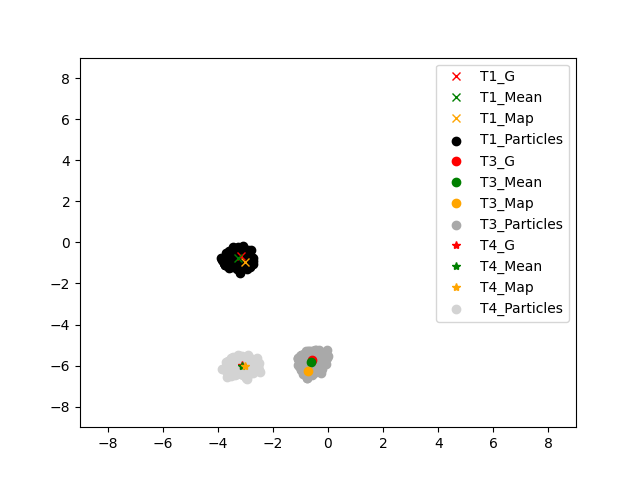 8
6
4
2
0
−2
−4
−6
−8
−8 −6 −4 −2 0 2 4 6 8
T1_G
T1_Mean
T1_Map
T1_Particles
T3_G
T3_Mean
T3_Map
T3_Particles
T4_G
T4_Mean
T4_Map
T4_Particles